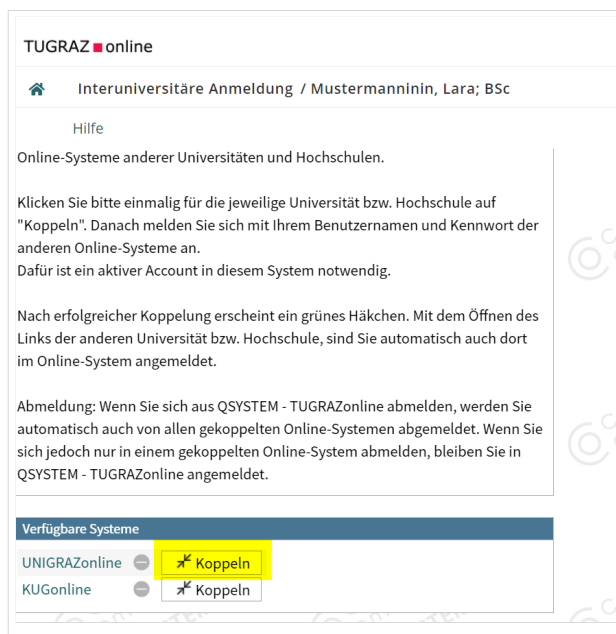 TUGRAZ online
Interuniversitäre Anmeldung / Mustermanninin, Lara; BSc
Hilfe
Online-Systeme anderer Universitäten und Hochschulen.
Klicken Sie bitte einmalig für die jeweilige Universität bzw. Hochschule auf
"Koppeln". Danach melden Sie sich mit Ihrem Benutzernamen und Kennwort der
anderen Online-Systeme an.
Dafür ist ein aktiver Account in diesem System notwendig.
Nach erfolgreicher Koppelung erscheint ein grünes Häkchen. Mit dem Öffnen des
Links der anderen Universität bzw. Hochschule, sind Sie automatisch auch dort
im Online-System angemeldet.
Abmeldung: Wenn Sie sich aus QSYSTEM - TUGRAZonline abmelden, werden Sie
automatisch auch von allen gekoppelten Online-Systemen abgemeldet. Wenn Sie
sich jedoch nur in einem gekoppelten Online-System abmelden, bleiben Sie in
QSYSTEM - TUGRAZonline angemeldet.
Verfügbare Systeme
UNIGRAZonline Koppeln
KUGonline Koppeln